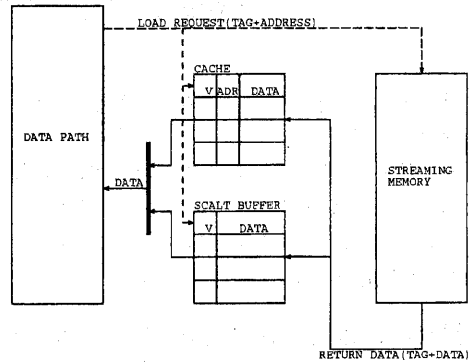 LOAD REQUEST(TAG+ADDRESS)
CACHE
V ADR DATA
DATA PATH
STREAMING
MEMORY
DATA
SCALT BUFFER
V DATA
RETURN DATA(TAG+DATA)